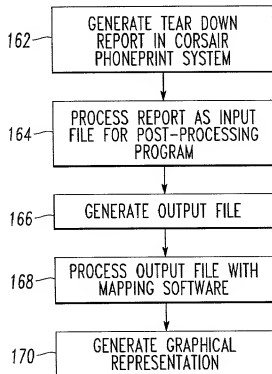 162
GENERATE TEAR DOWN
REPORT IN CORSAIR
PHONEPRINT SYSTEM
164
PROCESS REPORT AS INPUT
FILE FOR POST-PROCESSING
PROGRAM
166
GENERATE OUTPUT FILE
168
PROCESS OUTPUT FILE WITH
MAPPING SOFTWARE
170
GENERATE GRAPHICAL
REPRESENTATION